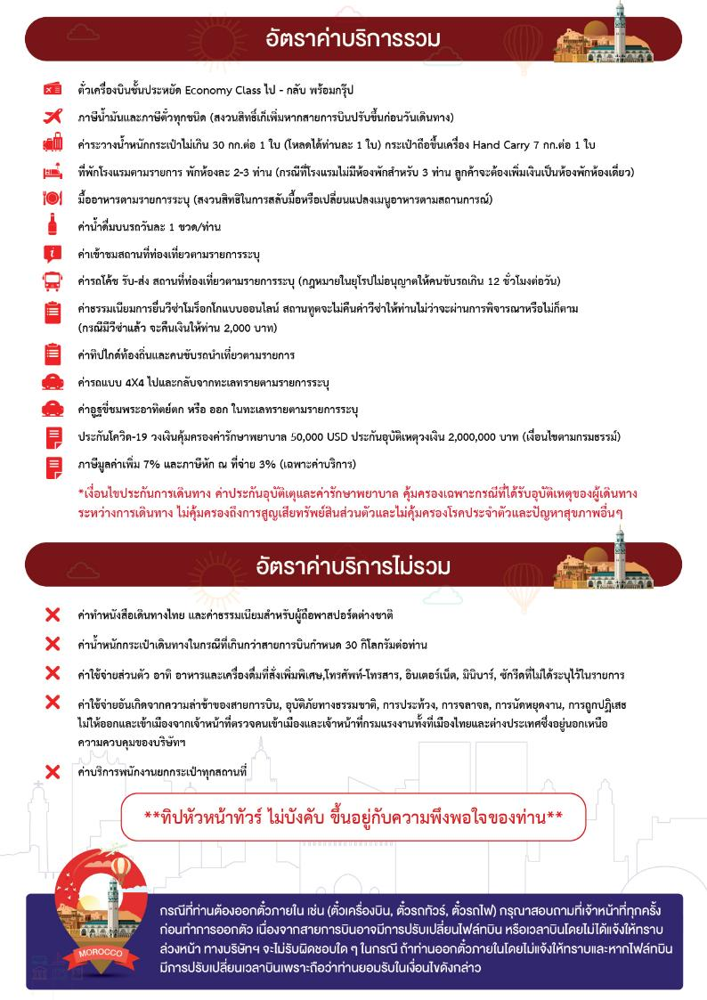 อัตราค่าบริการรวม
ตั๋วเครื่องบินชั้นประหยัด Economy Class ไป - กลับ พร้อมกรุ๊ป
ภาษีน้ำมันและภาษีตั๋วทุกชนิด (สงวนสิทธิ์เก็บเพิ่มหากสายการบินปรับขึ้นก่อนวันเดินทาง)
ค่าระวางน้ำหนักกระเป๋าไม่เกิน 30 กก.ต่อ 1 ใบ (โหลดได้ท่านละ 1 ใบ) กระเป๋าถือขึ้นเครื่อง Hand Carry 7 กก.ต่อ 1 ใบ
ที่พักโรงแรมตามรายการ พักห้องละ 2-3 ท่าน (กรณีที่โรงแรมไม่มีห้องพักสำหรับ 3 ท่าน ลูกค้าจะต้องเพิ่มเงินเป็นห้องพักห้องเดี่ยว)
มื้ออาหารตามรายการระบุ (สงวนสิทธิในการสลับมื้อหรือเปลี่ยนแปลงเมนูอาหารตามสถานการณ์)
ค่าน้ำดื่มบนรถวันละ 1 ขวด/ท่าน
ค่าเข้าชมสถานที่ท่องเที่ยวตามรายการระบุ
ค่ารถโค้ช รับ-ส่ง สถานที่ท่องเที่ยวตามรายการระบุ (กฎหมายในยุโรปไม่อนุญาตให้คนขับรถเกิน 12 ชั่วโมงต่อวัน)
ค่าธรรมเนียมการยื่นวีซ่าโมร็อกโกแบบออนไลน์ สถานทูตจะไม่คืนค่าวีซ่าให้ท่านไม่ว่าจะผ่านการพิจารณาหรือไม่ก็ตาม
(กรณีมีวีซ่าแล้ว จะคืนเงินให้ท่าน 2,000 บาท)
ค่าทิปไกด์ท้องถิ่นและคนขับรถนำเที่ยวตามรายการ
ค่ารถแบบ 4X4 ไปและกลับจากทะเลทรายตามรายการระบุ
ค่าอูฐขี่ชมพระอาทิตย์ตก หรือ ออก ในทะเลทรายตามรายการระบุ
ประกันโควิด-19 วงเงินคุ้มครองค่ารักษาพยาบาล 50,000 USD ประกันอุบัติเหตุวงเงิน 2,000,000 บาท (เงื่อนไขตามกรมธรรม์)
ภาษีมูลค่าเพิ่ม 7% และภาษีหัก ณ ที่จ่าย 3% (เฉพาะค่าบริการ)
*เงื่อนไขประกันการเดินทาง ค่าประกันอุบัติเหตุและค่ารักษาพยาบาล คุ้มครองเฉพาะกรณีที่ได้รับอุบัติเหตุของผู้เดินทาง
ระหว่างการเดินทาง ไม่คุ้มครองถึงการสูญเสียทรัพย์สินส่วนตัวและไม่คุ้มครองโรคประจำตัวและปัญหาสุขภาพอื่นๆ
อัตราค่าบริการไม่รวม
ค่าทำหนังสือเดินทางไทย และค่าธรรมเนียมสำหรับผู้ถือพาสปอร์ตต่างชาติ
ค่าน้ำหนักกระเป๋าเดินทางในกรณีที่เกินกว่าสายการบินกำหนด 30 กิโลกรัมต่อท่าน
ค่าใช้จ่ายส่วนตัว อาทิ อาหารและเครื่องดื่มที่สั่งเพิ่มพิเศษ,โทรศัพท์-โทรสาร, อินเตอร์เน็ต, มินิบาร์, ซักรีดที่ไม่ได้ระบุไว้ในรายการ
ค่าใช้จ่ายอันเกิดจากความล่าช้าของสายการบิน, อุบัติภัยทางธรรมชาติ, การประท้วง, การจลาจล, การนัดหยุดงาน, การถูกปฏิเสธ
ไม่ให้ออกและเข้าเมืองจากเจ้าหน้าที่ตรวจคนเข้าเมืองและเจ้าหน้าที่กรมแรงงานทั้งที่เมืองไทยและต่างประเทศซึ่งอยู่นอกเหนือ
ความควบคุมของบริษัทฯ
ค่าบริการพนักงานยกกระเป๋าทุกสถานที่
**ทิปหัวหน้าทัวร์ ไม่บังคับ ขึ้นอยู่กับความพึงพอใจของท่าน**
กรณีที่ท่านต้องออกตั๋วภายใน เช่น (ตั๋วเครื่องบิน, ตั๋วรถทัวร์, ตั๋วรถไฟ) กรุณาสอบถามที่เจ้าหน้าที่ทุกครั้ง
ก่อนทำการออกตั๋ว เนื่องจากสายการบินอาจมีการปรับเปลี่ยนไฟล์ทบิน หรือเวลาบินโดยไม่ได้แจ้งให้ทราบ
ล่วงหน้า ทางบริษัทฯ จะไม่รับผิดชอบใด ๆ ในกรณี ถ้าท่านออกตั๋วภายในโดยไม่แจ้งให้ทราบและหากไฟล์ทบิน
มีการปรับเปลี่ยนเวลาบินเพราะถือว่าท่านยอมรับในเงื่อนไขดังกล่าว
MOROCCO